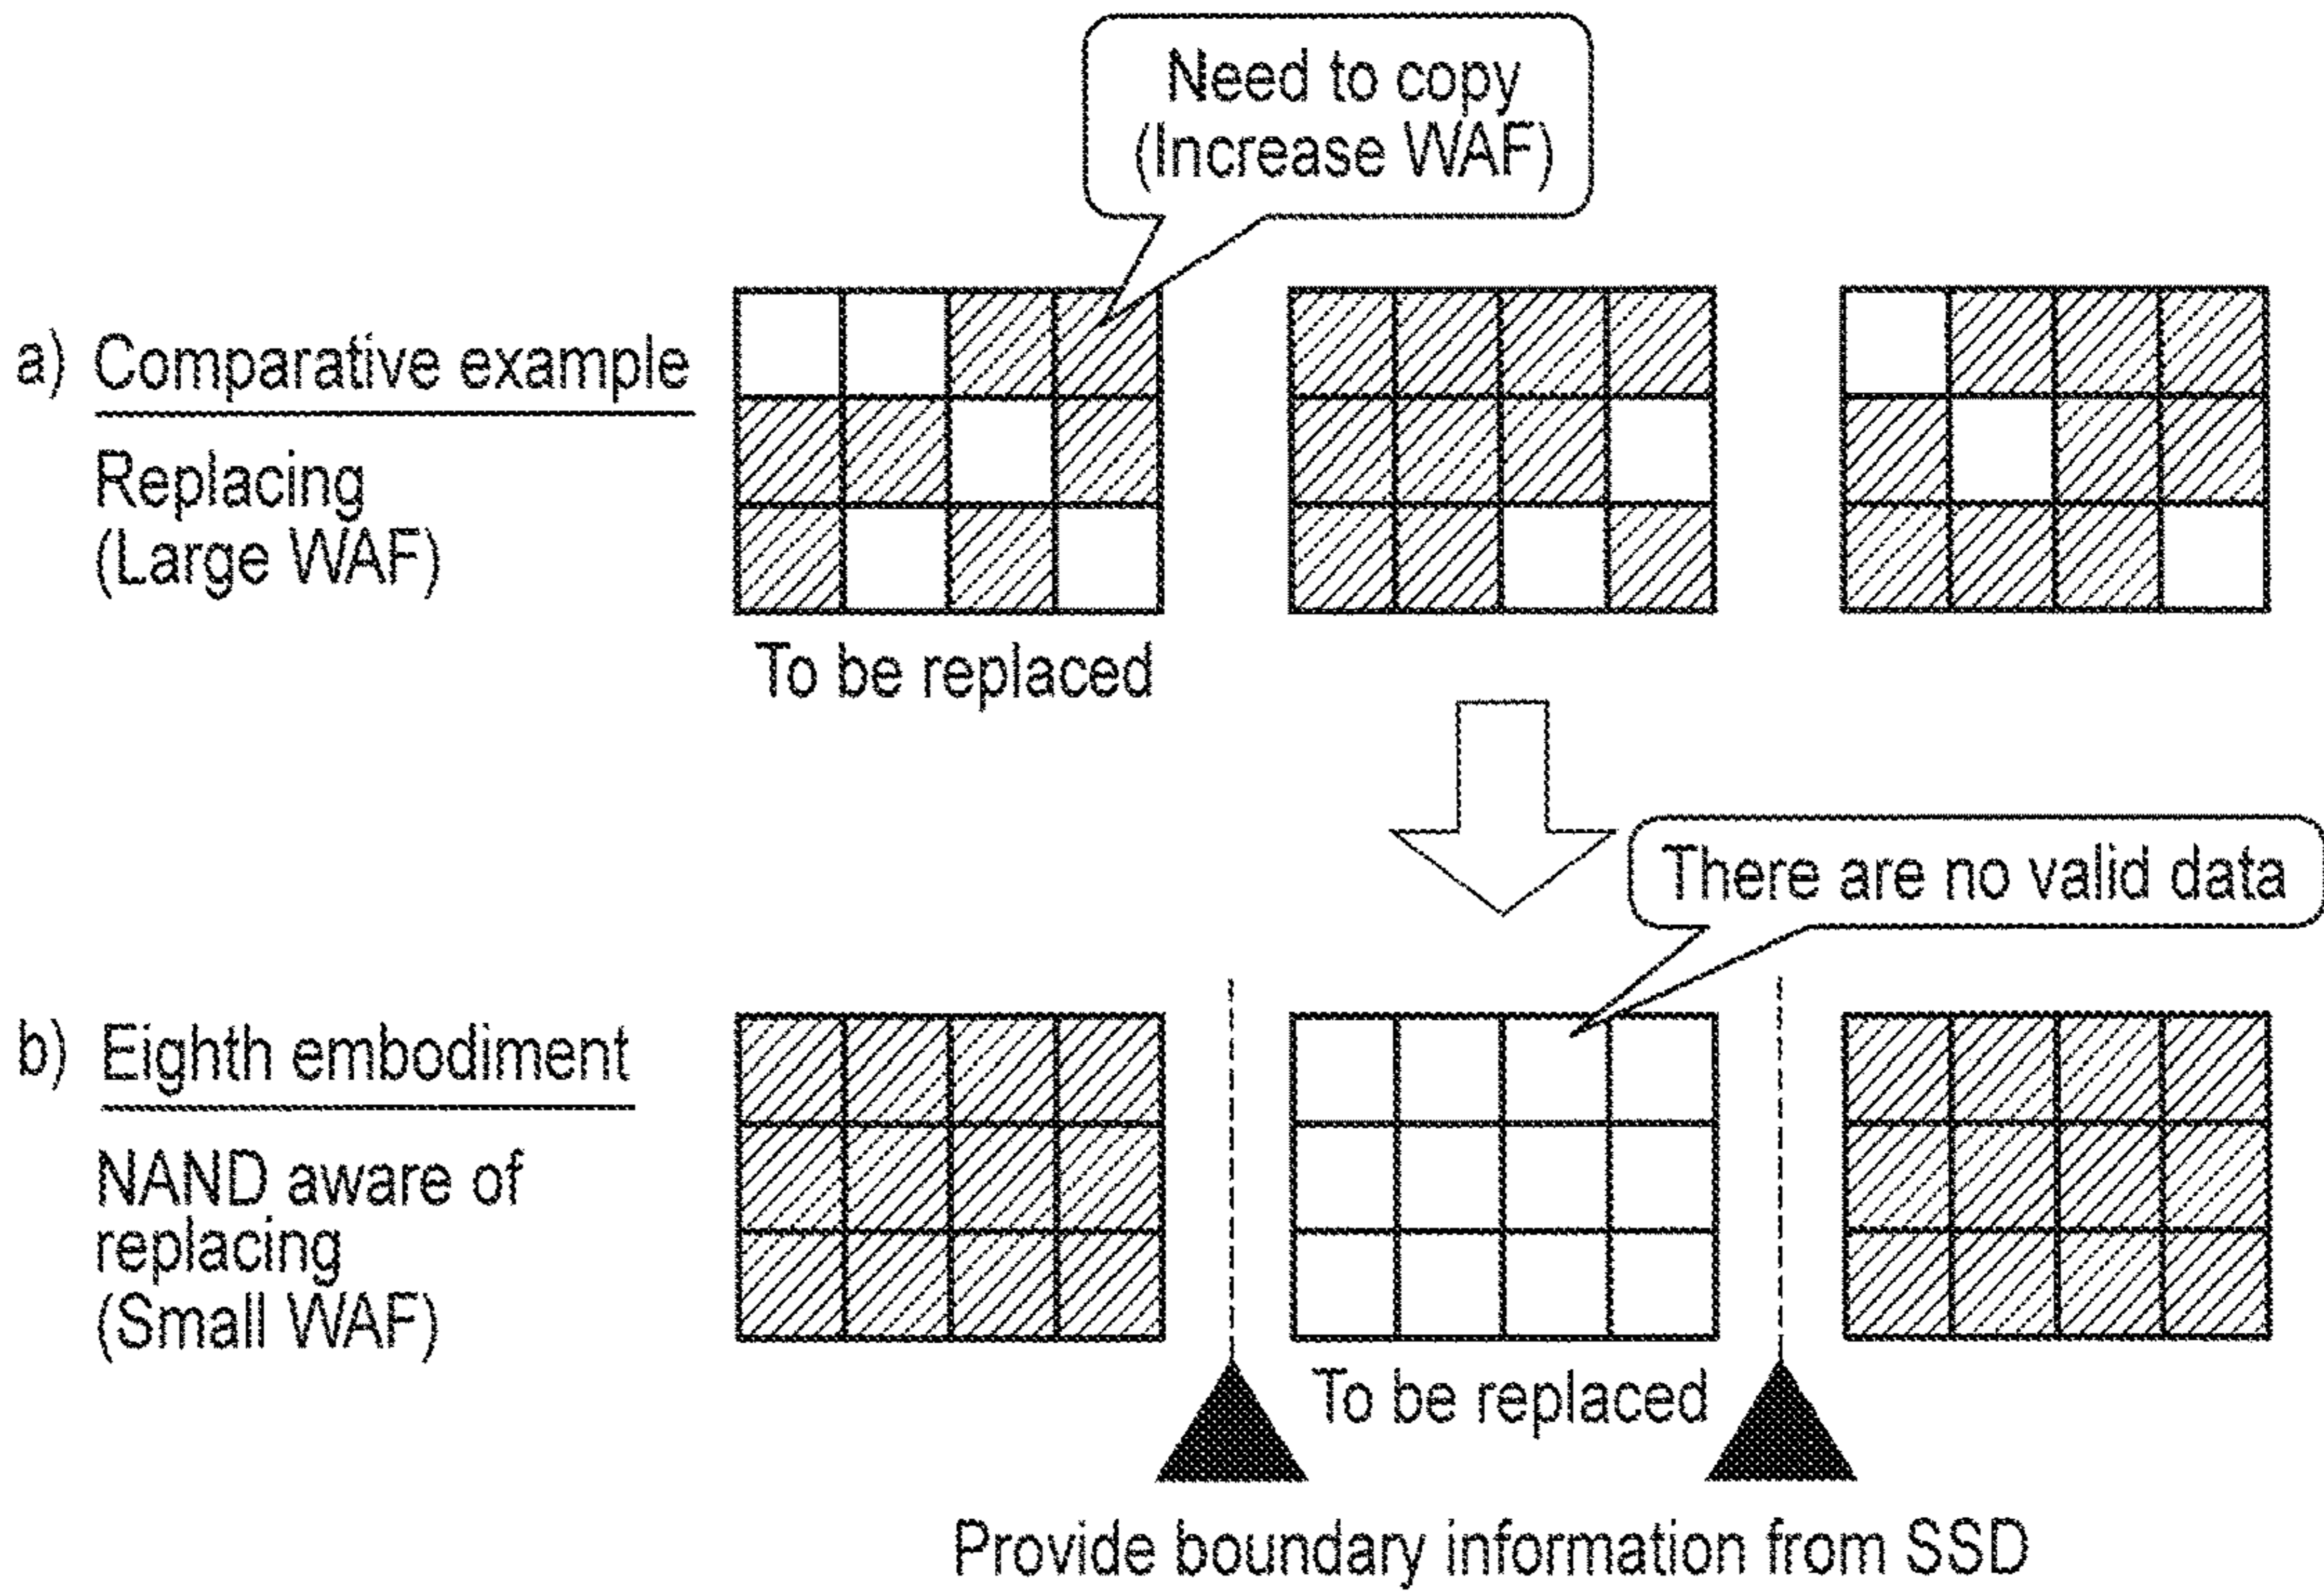 Need to copy
(Increase WAF)
a) Comparative example
Replacing
(Large WAF)
To be replaced
There are no valid data
b) Eighth embodiment
NAND aware of
replacing
(Small WAF)
To be replaced
Provide boundary information from SSD